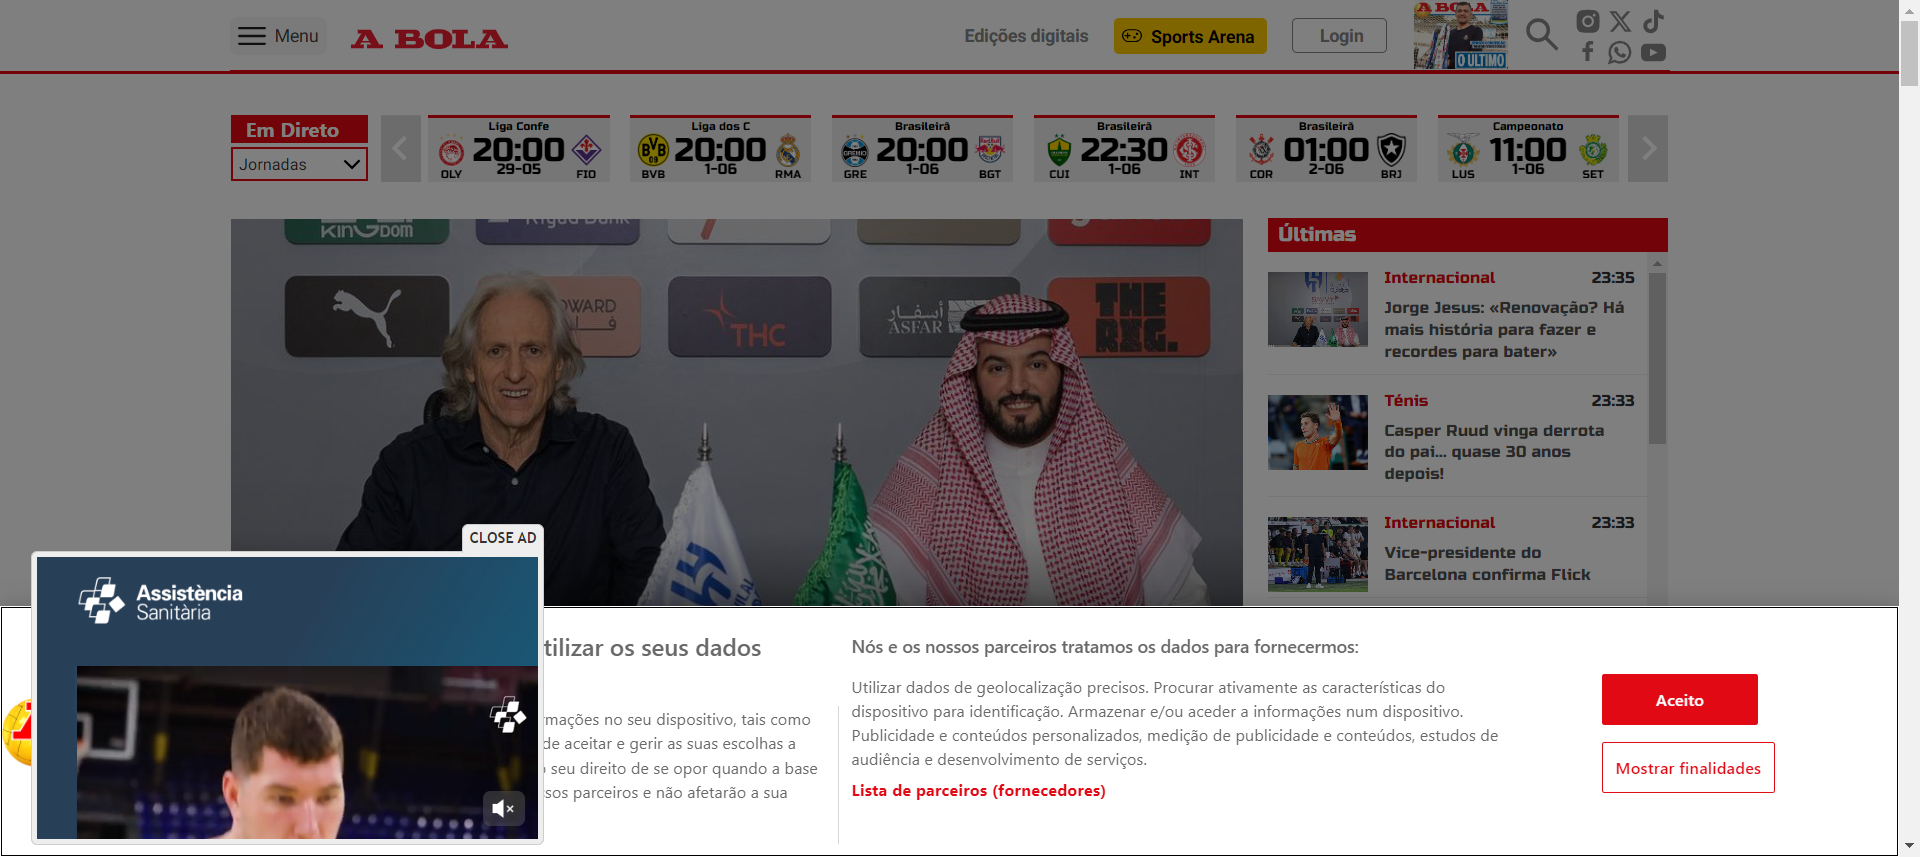 Menu
A BOLA
Edições digitais
Sports Arena
Login
A BOLA
O ÚLTIMO
Em Direto
Jornadas
Liga Confe
20:00
29-05
OLY
FIO
Liga dos C
20:00
1-06
BVB
RMA
Brasileirã
20:00
1-06
GRE
BGT
Brasileirã
22:30
1-06
CUI
INT
Brasileirã
01:00
2-06
COR
BRJ
Campeonato
11:00
1-06
LUS
SET
KINGDOM
Riyad Bank
THC
أسفار
ASFAR
THE
RIG.
Últimas
Internacional 23:35
Jorge Jesus: «Renovação? Há
mais história para fazer e
recordes para bater»
Ténis 23:33
Casper Ruud vinga derrota
do pai... quase 30 anos
depois!
Internacional 23:33
Vice-presidente do
Barcelona confirma Flick
CLOSE AD
Assistència
Sanitària
tilizar os seus dados
rmações no seu dispositivo, tais como
de aceitar e gerir as suas escolhas a
seu direito de se opor quando a base
sos parceiros e não afetarão a sua
Nós e os nossos parceiros tratamos os dados para fornecermos:
Utilizar dados de geolocalização precisos. Procurar ativamente as características do
dispositivo para identificação. Armazenar e/ou aceder a informações num dispositivo.
Publicidade e conteúdos personalizados, medição de publicidade e conteúdos, estudos de
audiência e desenvolvimento de serviços.
Lista de parceiros (fornecedores)
Aceito
Mostrar finalidades